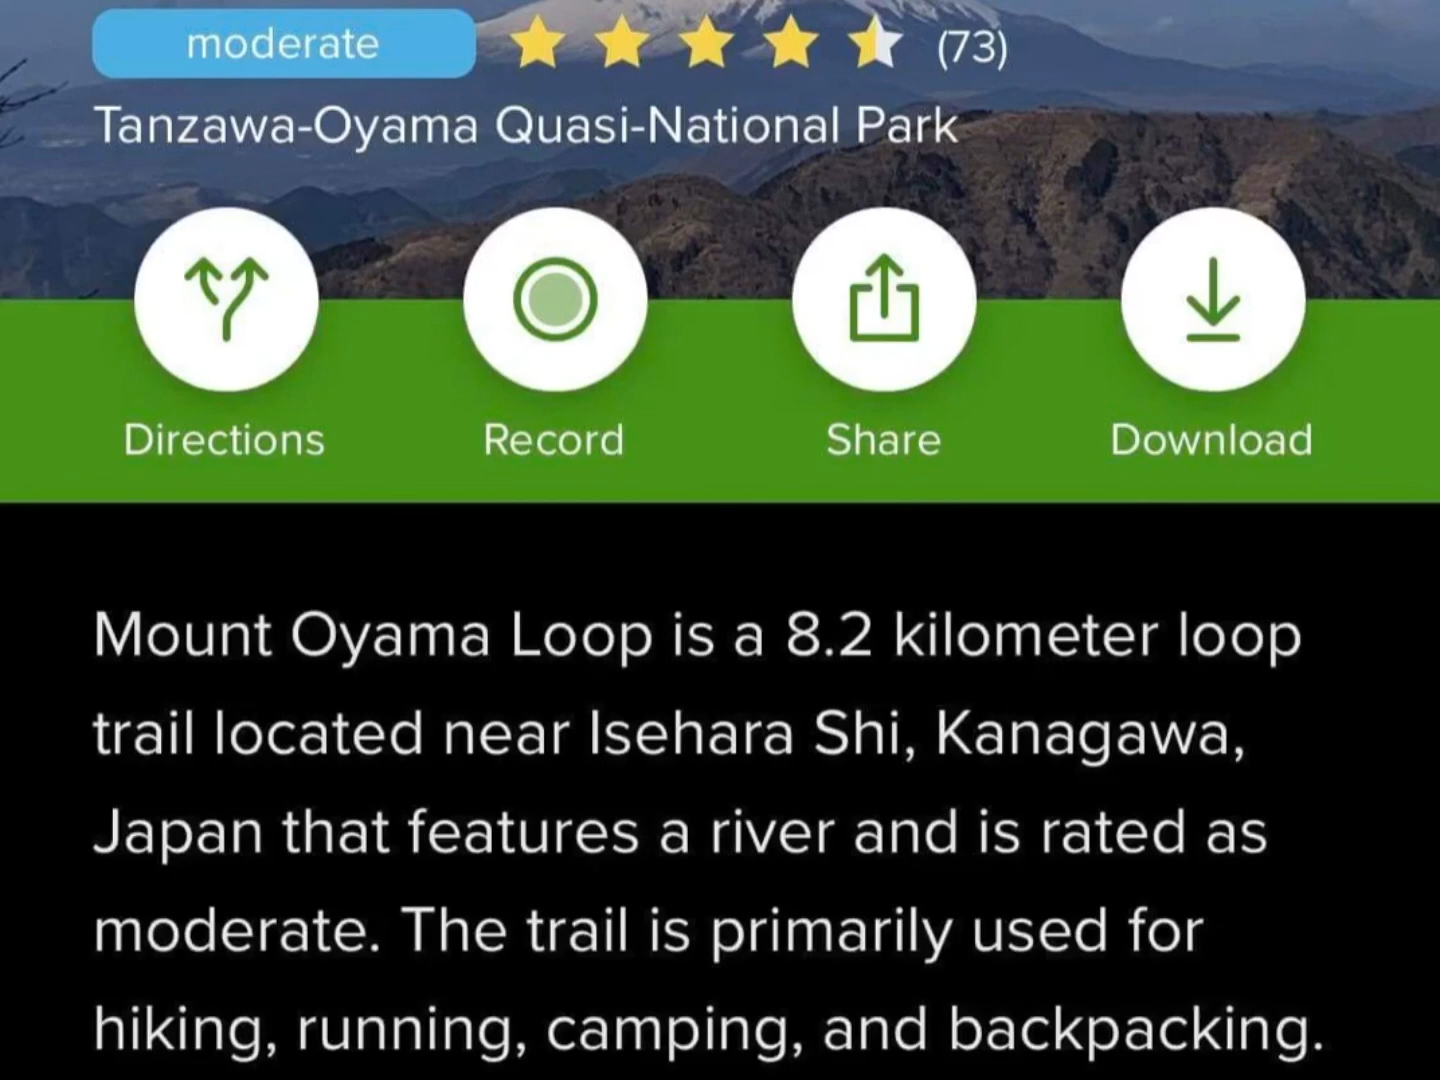 moderate (73)
Tanzawa-Oyama Quasi-National Park
Directions Record Share Download
Mount Oyama Loop is a 8.2 kilometer loop
trail located near Isehara Shi, Kanagawa,
Japan that features a river and is rated as
moderate. The trail is primarily used for
hiking, running, camping, and backpacking.